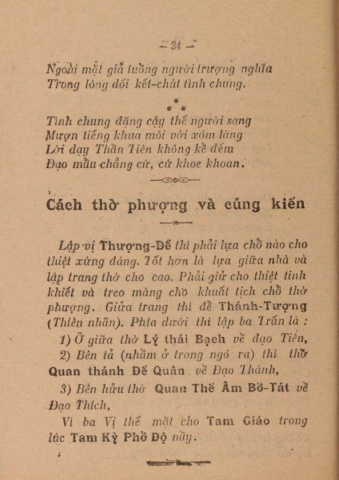 — 34 —
Ngoài mặt giả tuồng người trượng nghĩa
Trong lòng dối kết-chát tình chung.
* * *
Tình chung đáng cậy thế người sang
Mượn tiếng khua môi với xóm làng
Lời dạy Thần Tiên không kể đếm
Đạo mầu chẳng cứ, cứ khoe khoan.
Cách thờ phượng và cúng kiến
Lập vị Thượng-Đế thì phải lựa chỗ nào cho
thiệt xứng đáng. Tốt hơn là lựa giữa nhà và
lập trang thờ cho cao. Phải giữ cho thiệt tinh
khiết và treo màng cho khuất tịch chỗ thờ
phượng. Giữa trang thì để Thánh-Tượng
(Thiên nhãn). Phía dưới thì lập ba Trấn là :
1) Ở giữa thờ Lý thái Bạch về đạo Tiên,
2) Bên tả (nhằm ở trong ngó ra) thì thờ
Quan thánh Đế Quân về Đạo Thánh,
3) Bên hữu thờ Quan Thế Âm Bồ-Tát về
Đạo Thích,
Vì ba Vị thế mặt cho Tam Giáo trong
lúc Tam Kỳ Phổ Độ nầy.